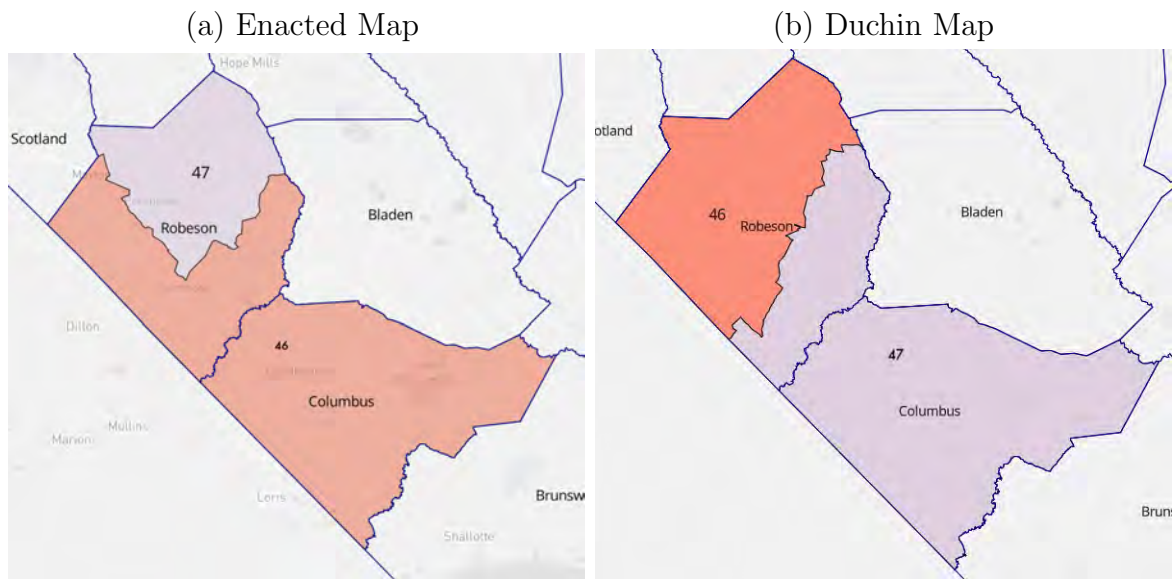 (a) Enacted Map
(b) Duchin Map
Hope Mills
Scotland
47
Robeson
Bladen
Dillon
46
Columbus
Mullins
Marion
Loris
Shallotte
Brunsw
otland
46
Robeson
Bladen
47
Columbus
Bruns